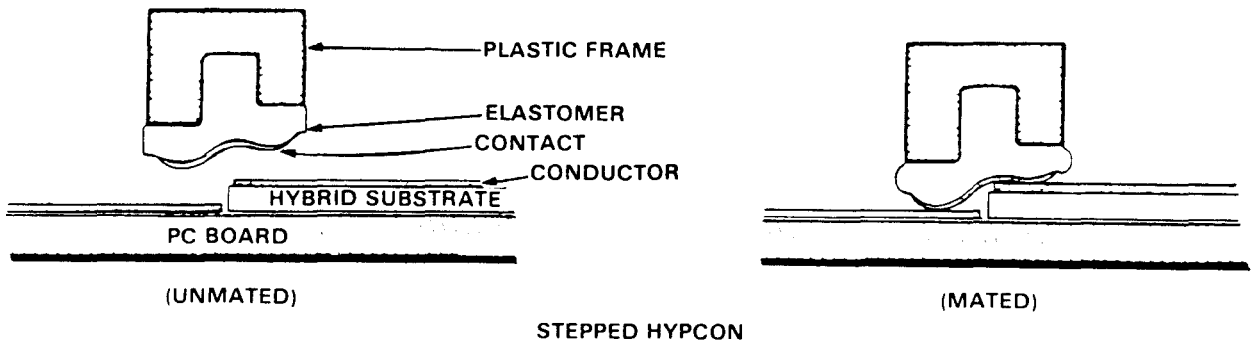 PLASTIC FRAME
ELASTOMER
CONTACT
CONDUCTOR
HYBRID SUBSTRATE
PC BOARD
(UNMATED)
(MATED)
STEPPED HYPCON